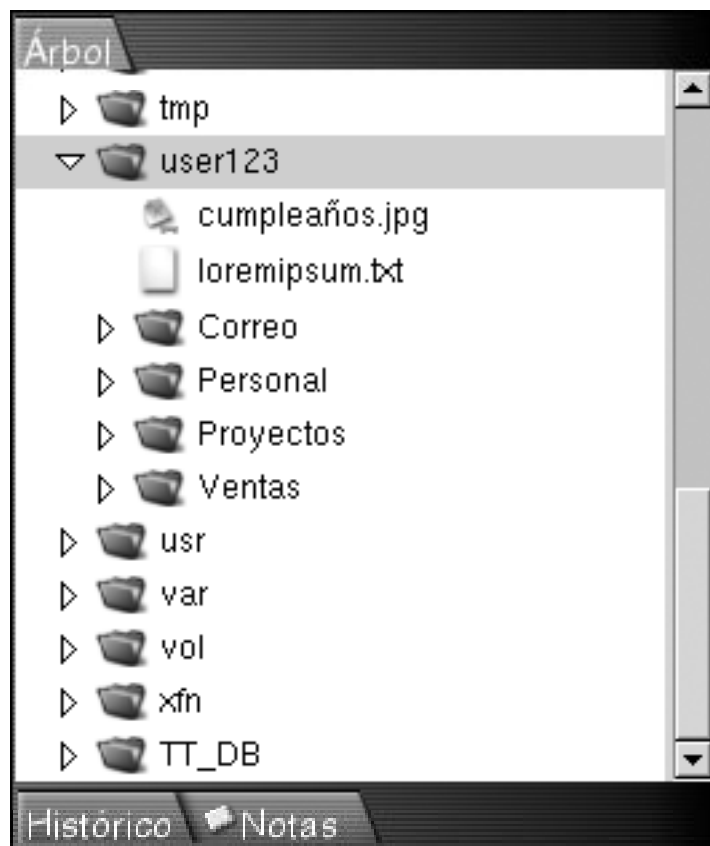 Árbol
tmp
user123
cumpleaños.jpg
loremipsum.txt
Correo
Personal
Proyectos
Ventas
usr
var
vol
xfn
TT_DB
Histórico
Notas